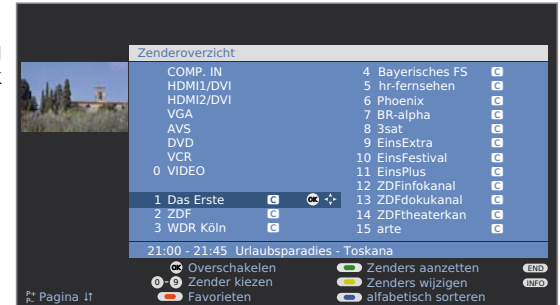 Zenderoverzicht
COMP. IN
HDMI1/DVI
HDMI2/DVI
VGA
AVS
DVD
VCR
0 VIDEO
1 Das Erste C OK
2 ZDF C
3 WDR Köln C
4 Bayerisches FS C
5 hr-fernsehen C
6 Phoenix C
7 BR-alpha C
8 3sat C
9 EinsExtra C
10 EinsFestival C
11 EinsPlus C
12 ZDFinfokanal C
13 ZDFdokukanal C
14 ZDFtheaterkan C
15 arte C
21:00 - 21:45 Urlaubsparadies - Toskana
OK Overschakelen
0-9 Zender kiezen
Favorieten
Zenders aanzetten END
Zenders wijzigen INFO
alfabetisch sorteren
P+ P- Pagina